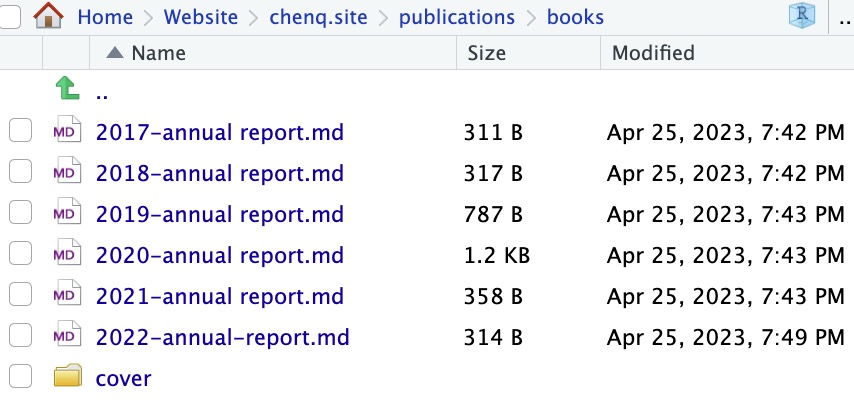 Home Website chenq.site publications books R ..
Name Size Modified
..
MD 2017-annual report.md 311 B Apr 25, 2023, 7:42 PM
MD 2018-annual report.md 317 B Apr 25, 2023, 7:42 PM
MD 2019-annual report.md 787 B Apr 25, 2023, 7:43 PM
MD 2020-annual report.md 1.2 KB Apr 25, 2023, 7:43 PM
MD 2021-annual report.md 358 B Apr 25, 2023, 7:43 PM
MD 2022-annual-report.md 314 B Apr 25, 2023, 7:49 PM
cover